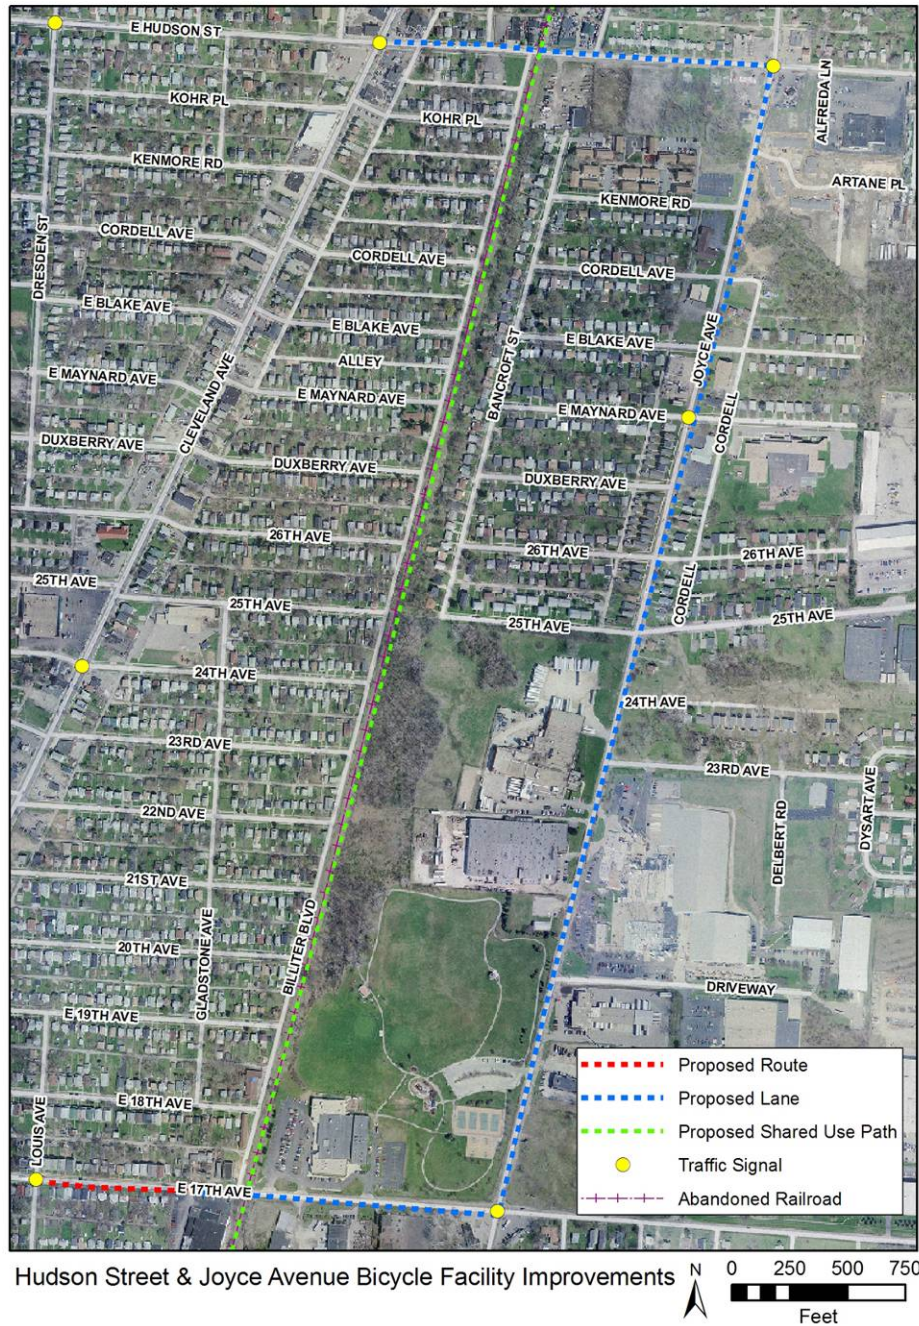 E HUDSON ST
KOHR PL
KOHR PL
ALFREDA LN
KENMORE RD
ARTANE PL
KENMORE RD
DRESDEN ST
CORDELL AVE
CORDELL AVE
CORDELL AVE
E BLAKE AVE
E BLAKE AVE
E BLAKE AVE
JOYCE AVE
ALLEY
BANCROFT ST
E MAYNARD AVE
E MAYNARD AVE
E MAYNARD AVE
CLEVELAND AVE
CORDELL
DUXBERRY AVE
DUXBERRY AVE
DUXBERRY AVE
26TH AVE
26TH AVE
26TH AVE
25TH AVE
25TH AVE
CORDELL
25TH AVE
25TH AVE
24TH AVE
24TH AVE
23RD AVE
23RD AVE
22ND AVE
DELBERT RD
DYSART AVE
21ST AVE
BILLITER BLVD
20TH AVE
GLADSTONE AVE
DRIVEWAY
E 19TH AVE
E 18TH AVE
LOUIS AVE
E 17TH AVE
Proposed Route
Proposed Lane
Proposed Shared Use Path
Traffic Signal
Abandoned Railroad
Hudson Street & Joyce Avenue Bicycle Facility Improvements
N
0 250 500 750
Feet